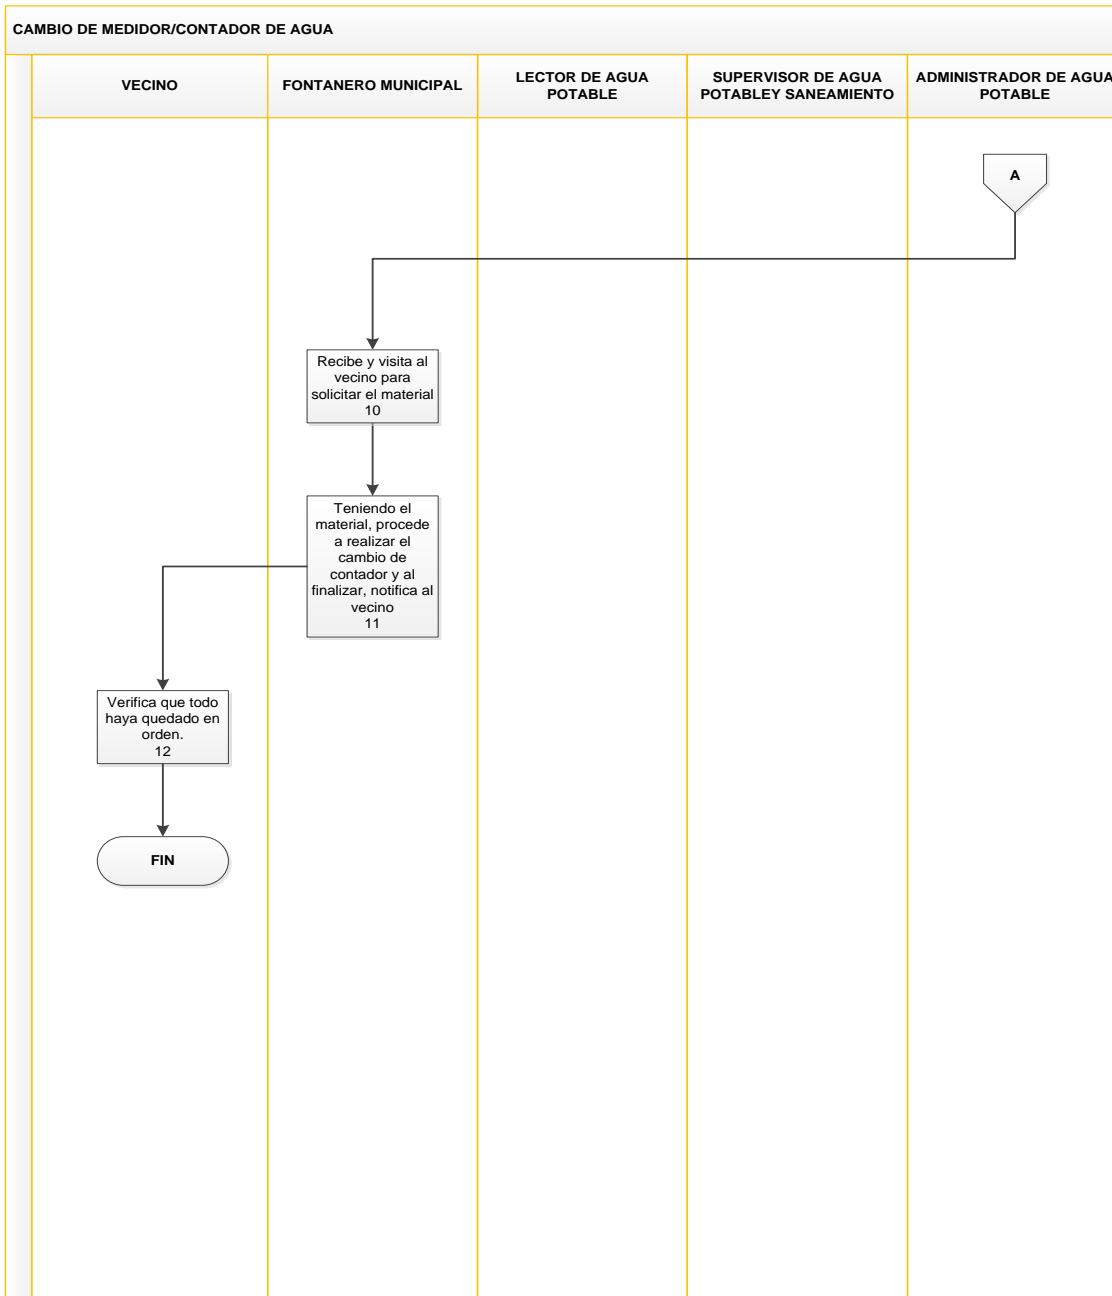 CAMBIO DE MEDIDOR/CONTADOR DE AGUA
VECINO
FONTANERO MUNICIPAL
LECTOR DE AGUA
POTABLE
SUPERVISOR DE AGUA
POTABLEY SANEAMIENTO
ADMINISTRADOR DE AGUA
POTABLE
A
Recibe y visita al
vecino para
solicitar el material
10
Teniendo el
material, procede
a realizar el
cambio de
contador y al
finalizar, notifica al
vecino
11
Verifica que todo
haya quedado en
orden.
12
FIN